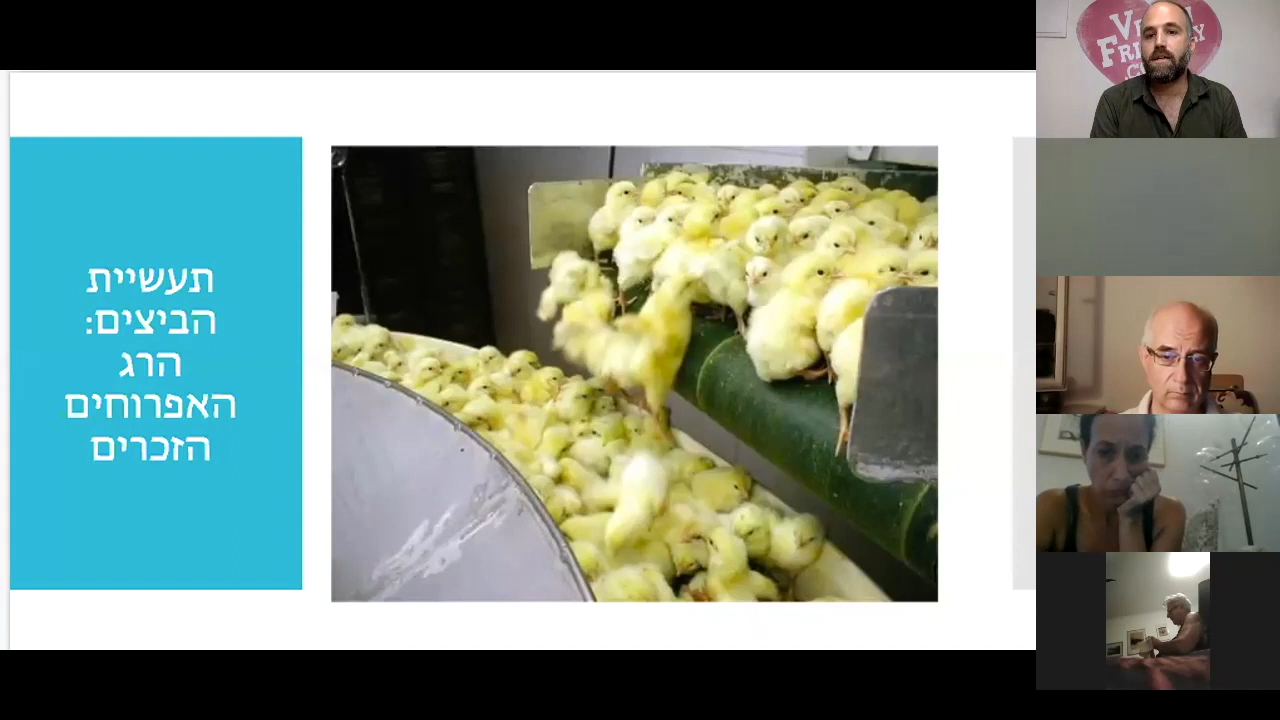 תעשיית
הביצים:
הרג
האפרוחים
הזכרים